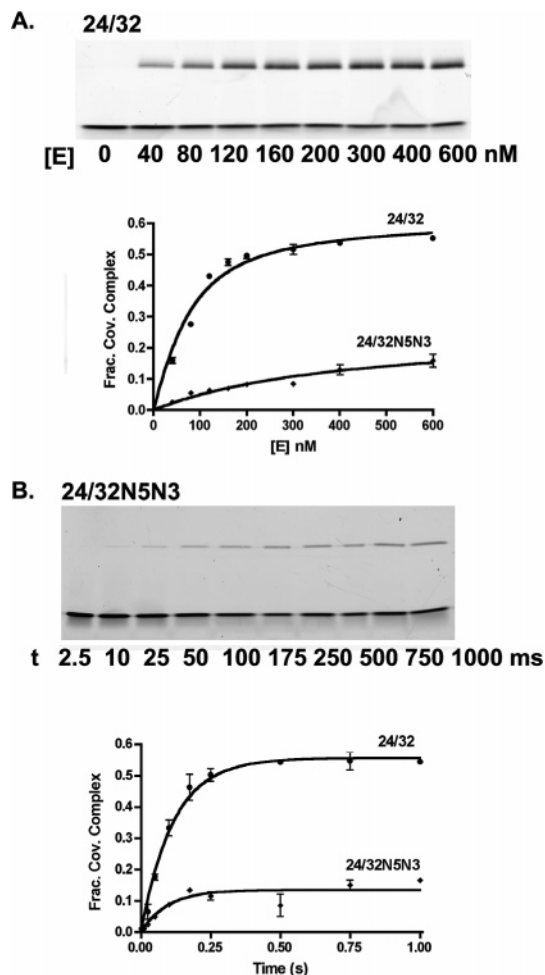 A.
24/32
[E] 0 40 80 120 160 200 300 400 600 nM
0.6
0.5
0.4
0.3
0.2
0.1
0.0
Frac. Cov. Complex
24/32
24/32N5N3
0 100 200 300 400 500 600
[E] nM
B.
24/32N5N3
t 2.5 10 25 50 100 175 250 500 750 1000 ms
0.6
0.5
0.4
0.3
0.2
0.1
0.0
Frac. Cov. Complex
24/32
24/32N5N3
0.00 0.25 0.50 0.75 1.00
Time (s)